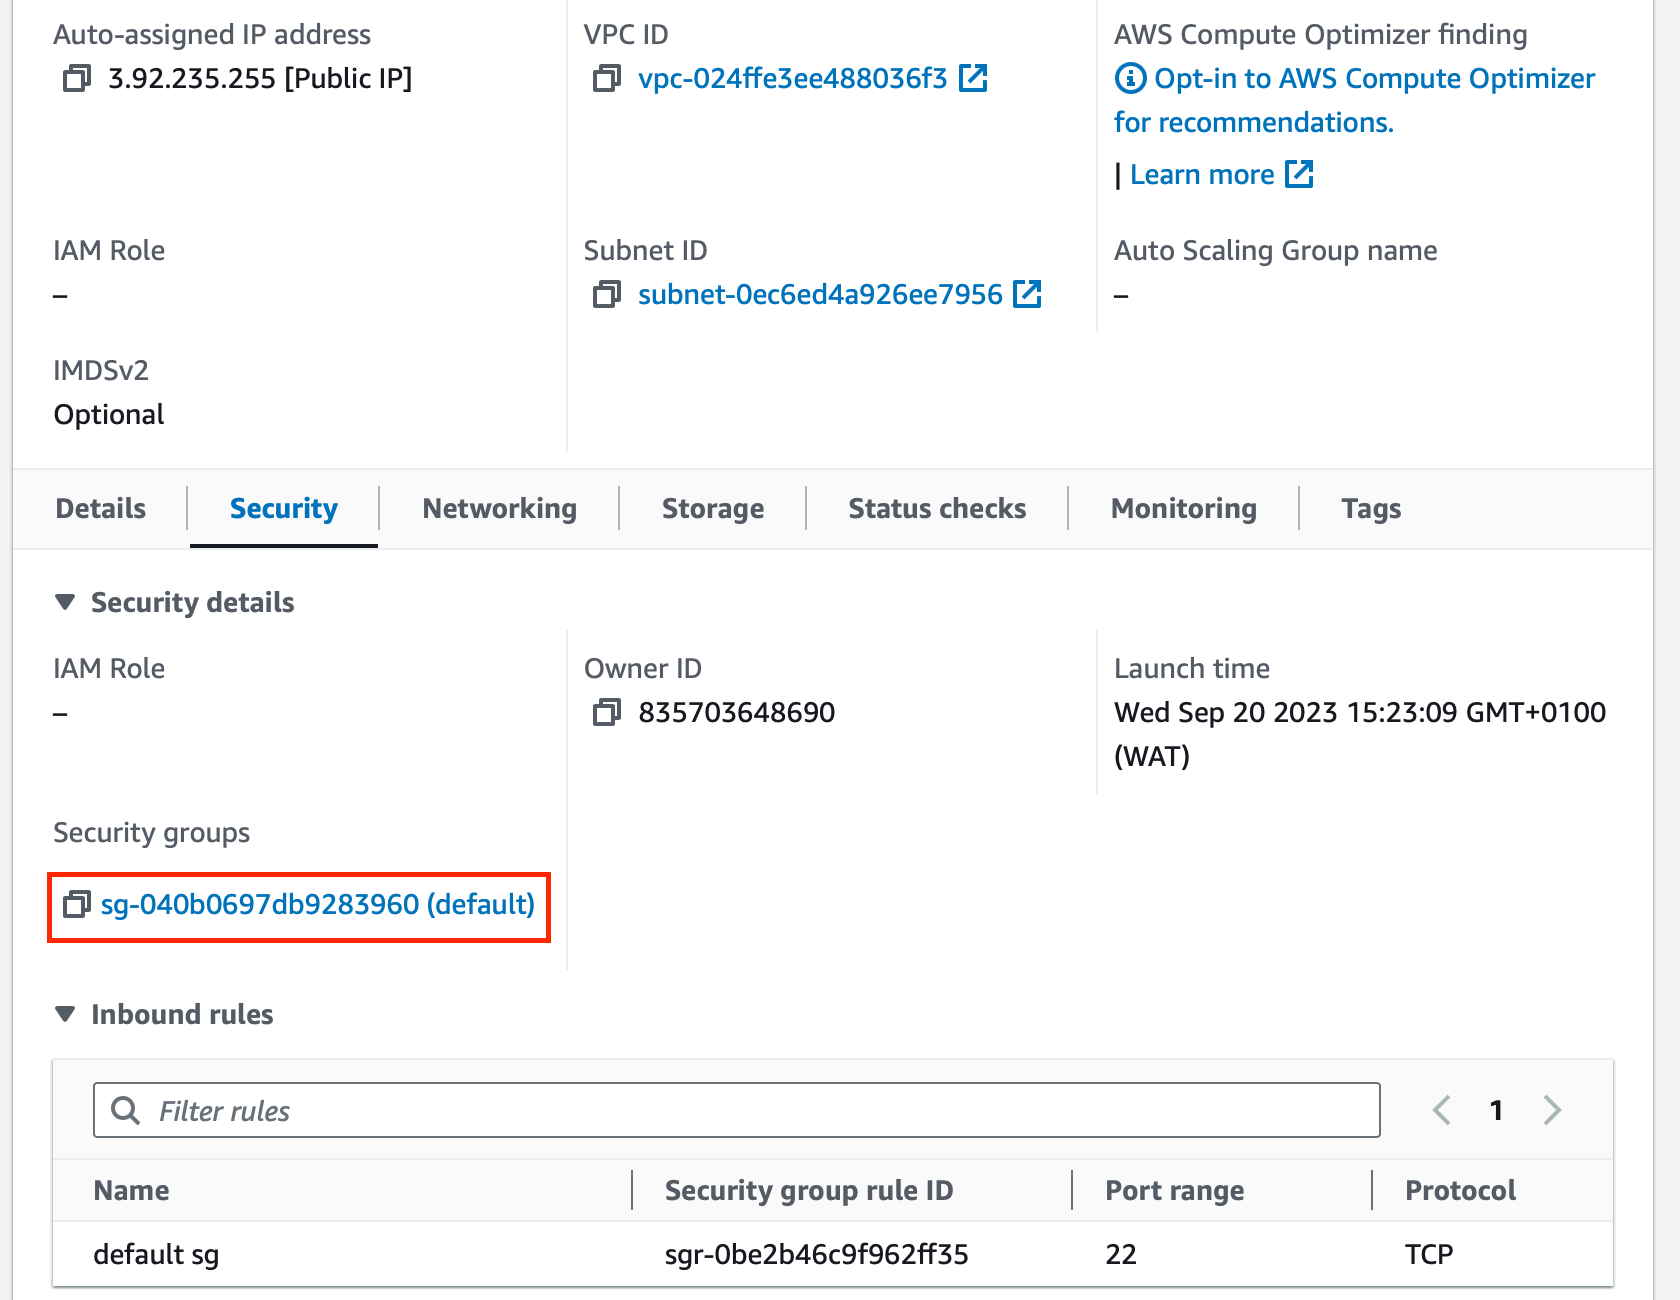 Auto-assigned IP address
3.92.235.255 [Public IP]
VPC ID
vpc-024ffe3ee488036f3
AWS Compute Optimizer finding
Opt-in to AWS Compute Optimizer
for recommendations.
| Learn more
IAM Role
–
Subnet ID
subnet-0ec6ed4a926ee7956
Auto Scaling Group name
–
IMDSv2
Optional
Details
Security
Networking
Storage
Status checks
Monitoring
Tags
Security details
IAM Role
–
Owner ID
835703648690
Launch time
Wed Sep 20 2023 15:23:09 GMT+0100
(WAT)
Security groups
sg-040b0697db9283960 (default)
Inbound rules
Filter rules
1
Name
Security group rule ID
Port range
Protocol
default sg
sgr-0be2b46c9f962ff35
22
TCP